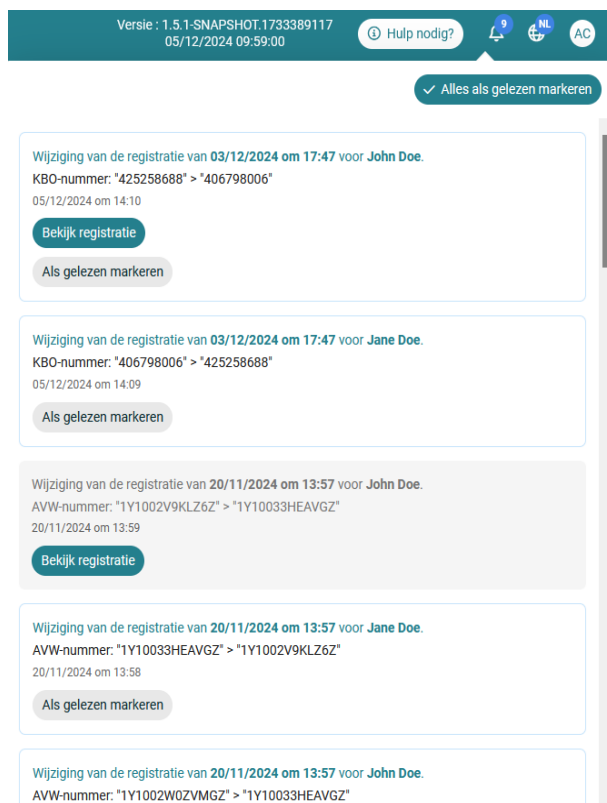 Versie : 1.5.1-SNAPSHOT.1733389117
05/12/2024 09:59:00
Hulp nodig?
9
NL
AC
Alles als gelezen markeren
Wijziging van de registratie van 03/12/2024 om 17:47 voor John Doe.
KBO-nummer: "425258688" > "406798006"
05/12/2024 om 14:10
Bekijk registratie
Als gelezen markeren
Wijziging van de registratie van 03/12/2024 om 17:47 voor Jane Doe.
KBO-nummer: "406798006" > "425258688"
05/12/2024 om 14:09
Als gelezen markeren
Wijziging van de registratie van 20/11/2024 om 13:57 voor John Doe.
AVW-nummer: "1Y1002V9KLZ6Z" > "1Y10033HEAVGZ"
20/11/2024 om 13:59
Bekijk registratie
Wijziging van de registratie van 20/11/2024 om 13:57 voor Jane Doe.
AVW-nummer: "1Y10033HEAVGZ" > "1Y1002V9KLZ6Z"
20/11/2024 om 13:58
Als gelezen markeren
Wijziging van de registratie van 20/11/2024 om 13:57 voor John Doe.
AVW-nummer: "1Y1002W0ZVMGZ" > "1Y10033HEAVGZ"